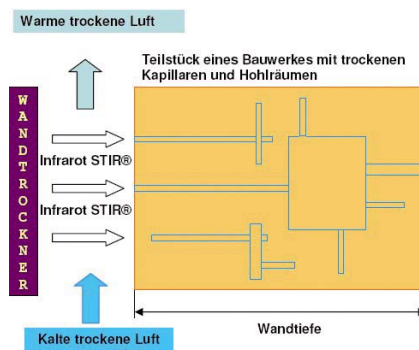 Warme trockene Luft
Teilstück eines Bauwerkes mit trockenen
Kapillaren und Hohlräumen
WANDTROCKNER
Infrarot STIR®
Infrarot STIR®
Kalte trockene Luft
Wandtiefe